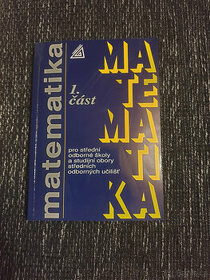 matematika
1.
část
pro střední
odborné školy
a studijní obory
středních
odborných učilišť
MA
TE
MA
TI
KA